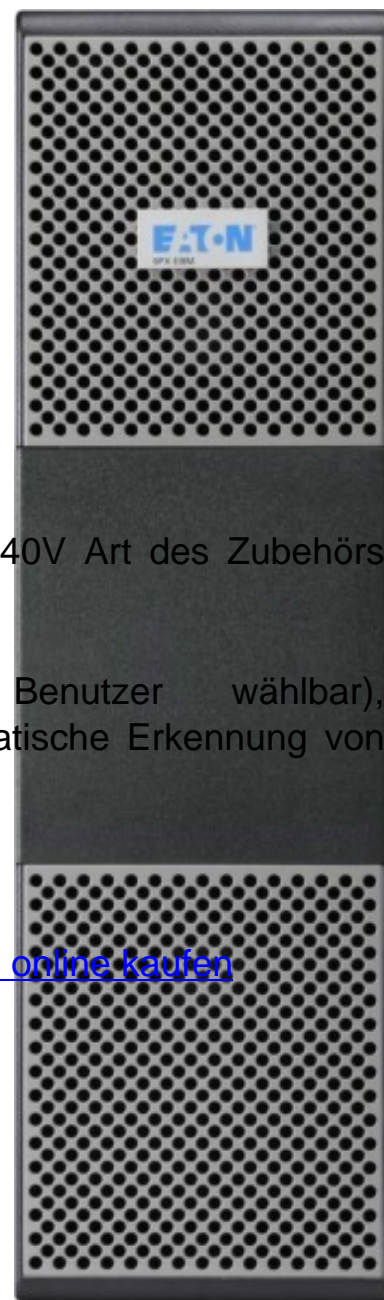 EATON
9PX EBM
40V Art des Zubehörs
Benutzer wählbar),
atische Erkennung von
online kaufen